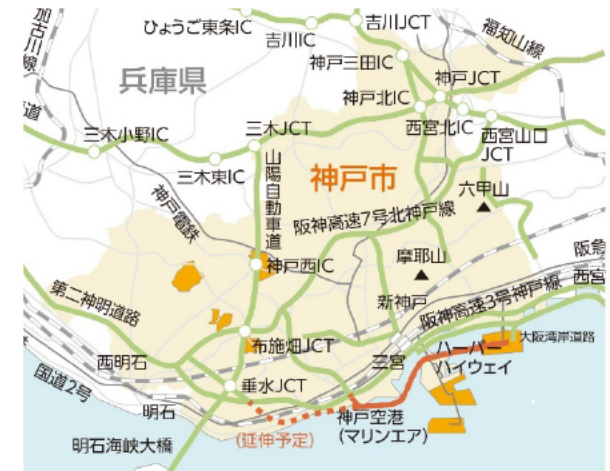 ひょうご東条IC
吉川IC
吉川JCT
福知山線
加古川線
神戸三田IC
神戸JCT
兵庫県
神戸北IC
西宮北IC
西宮山口
JCT
道
三木小野IC
三木JCT
三木東IC
山陽自動車道
神戸市
六甲山
神戸電鉄
阪神高速7号北神戸線
摩耶山
阪急
神戸西IC
西宮
新神戸
阪神高速3号神戸線
第二神明道路
布施畑JCT
三宮
大阪湾岸道路
ハーバー
ハイウェイ
西明石
国道2号
垂水JCT
明石
神戸空港
(マリンエア)
(延伸予定)
明石海峡大橋